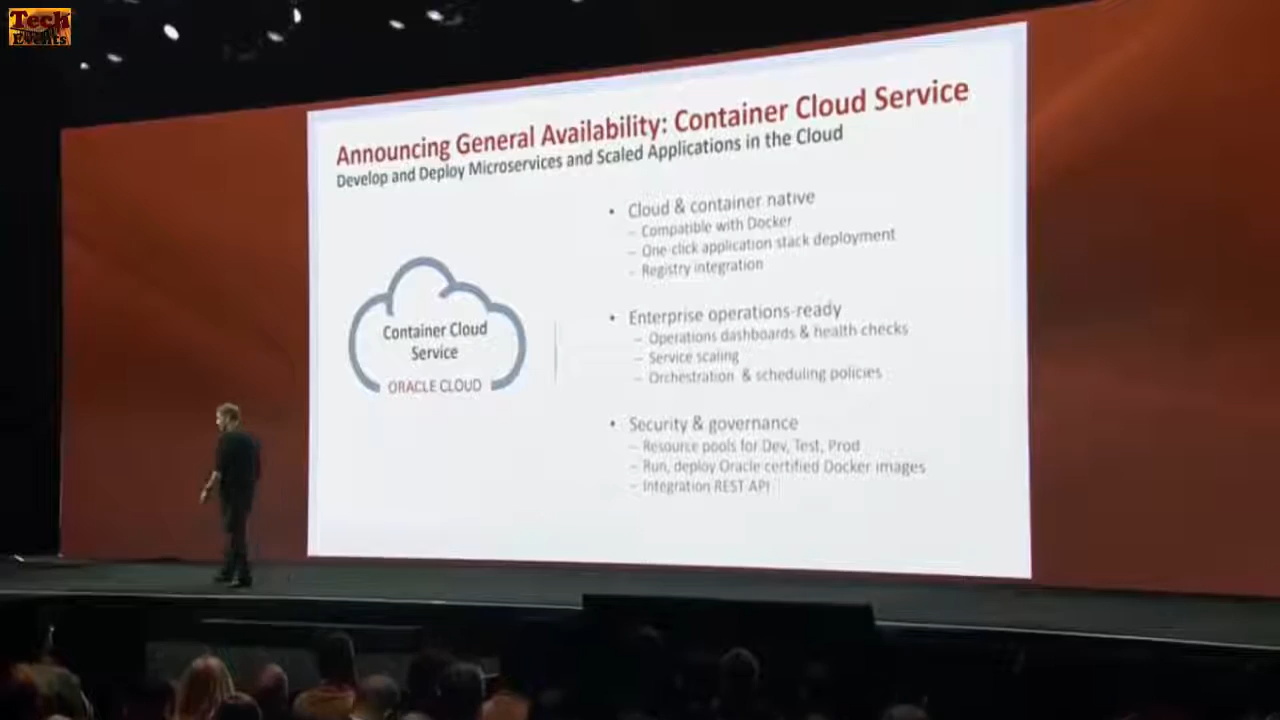 Tech
Events
Announcing General Availability: Container Cloud Service
Develop and Deploy Microservices and Scaled Applications in the Cloud
Container Cloud
Service
ORACLE CLOUD
• Cloud & container native
– Compatible with Docker
– One-click application stack deployment
– Registry integration
• Enterprise operations-ready
– Operations dashboards & health checks
– Service scaling
– Orchestration & scheduling policies
• Security & governance
– Resource pools for Dev, Test, Prod
– Run, deploy Oracle certified Docker images
– Integration REST API